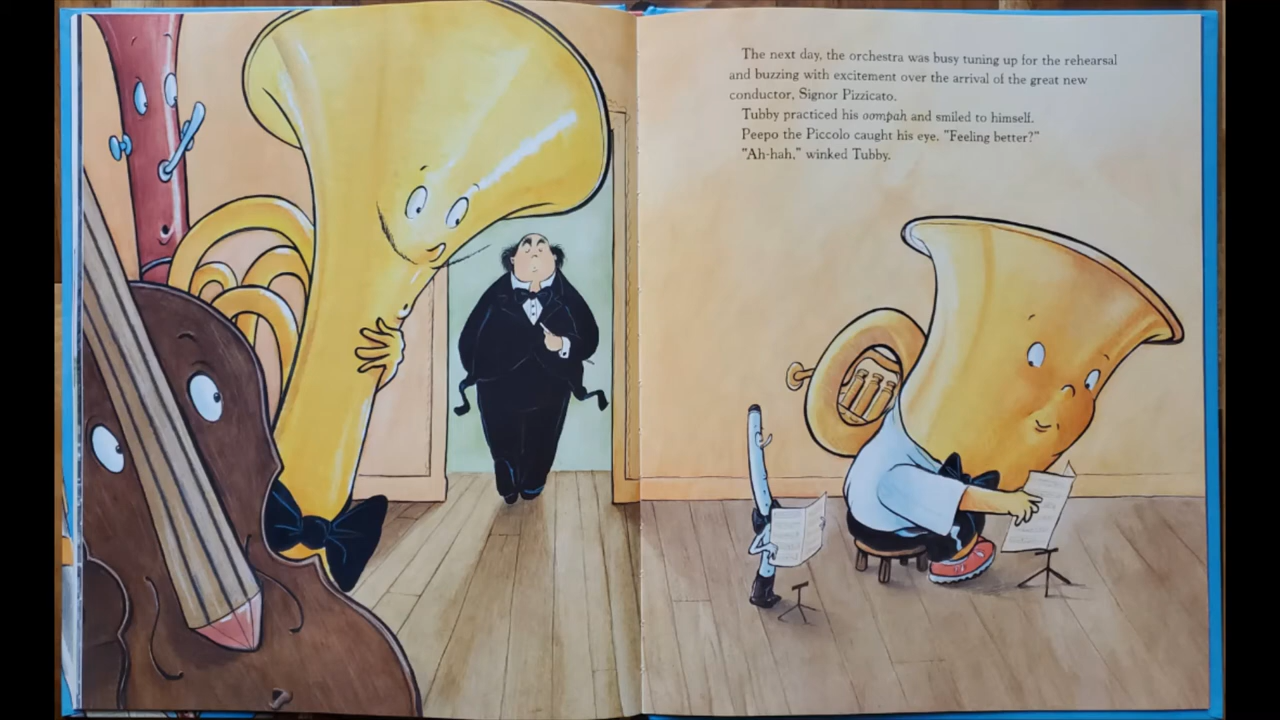 The next day, the orchestra was busy tuning up for the rehearsal
and buzzing with excitement over the arrival of the great new
conductor, Signor Pizzicato.
Tubby practiced his oompah and smiled to himself.
Peepo the Piccolo caught his eye. "Feeling better?"
"Ah-hah," winked Tubby.